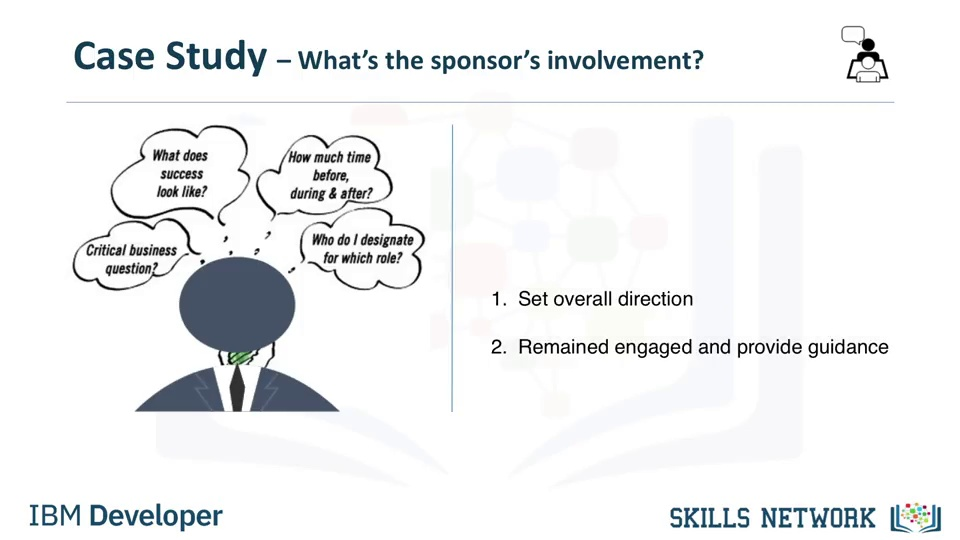 Case Study – What's the sponsor's involvement?
What does
success
look like?
How much time
before,
during & after?
Critical business
question?
Who do I designate
for which role?
1. Set overall direction
2. Remained engaged and provide guidance
IBM Developer
SKILLS NETWORK